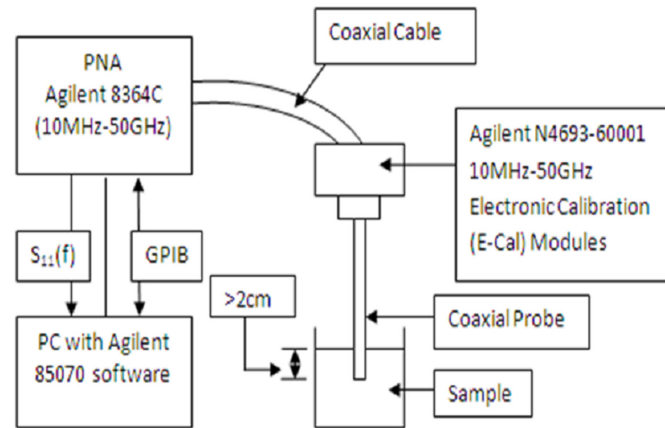 PNA
Agilent 8364C
(10MHz-50GHz)
Coaxial Cable
Agilent N4693-60001
10MHz-50GHz
Electronic Calibration
(E-Cal) Modules
S₁₁(f)
GPIB
>2cm
Coaxial Probe
PC with Agilent
85070 software
Sample